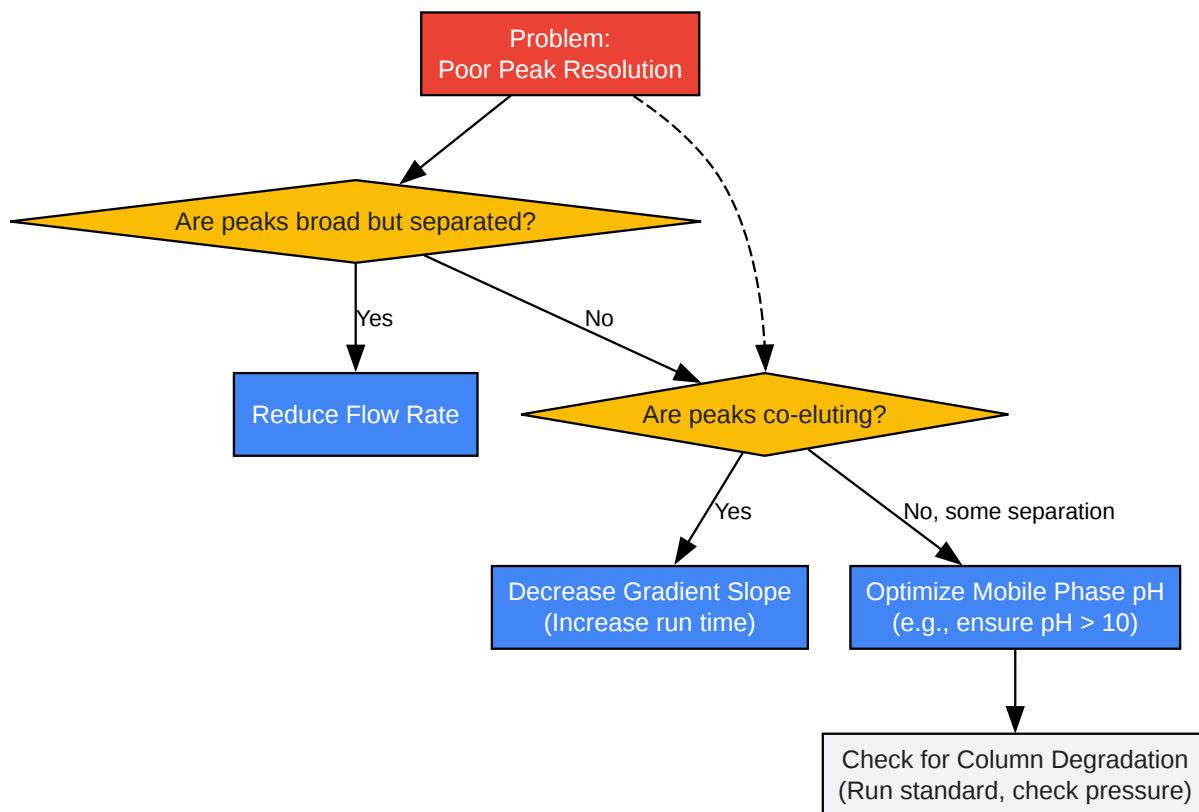 Problem:
Poor Peak Resolution
Are peaks broad but separated?
Yes
No
Reduce Flow Rate
Are peaks co-eluting?
Yes
No, some separation
Decrease Gradient Slope
(Increase run time)
Optimize Mobile Phase pH
(e.g., ensure pH > 10)
Check for Column Degradation
(Run standard, check pressure)